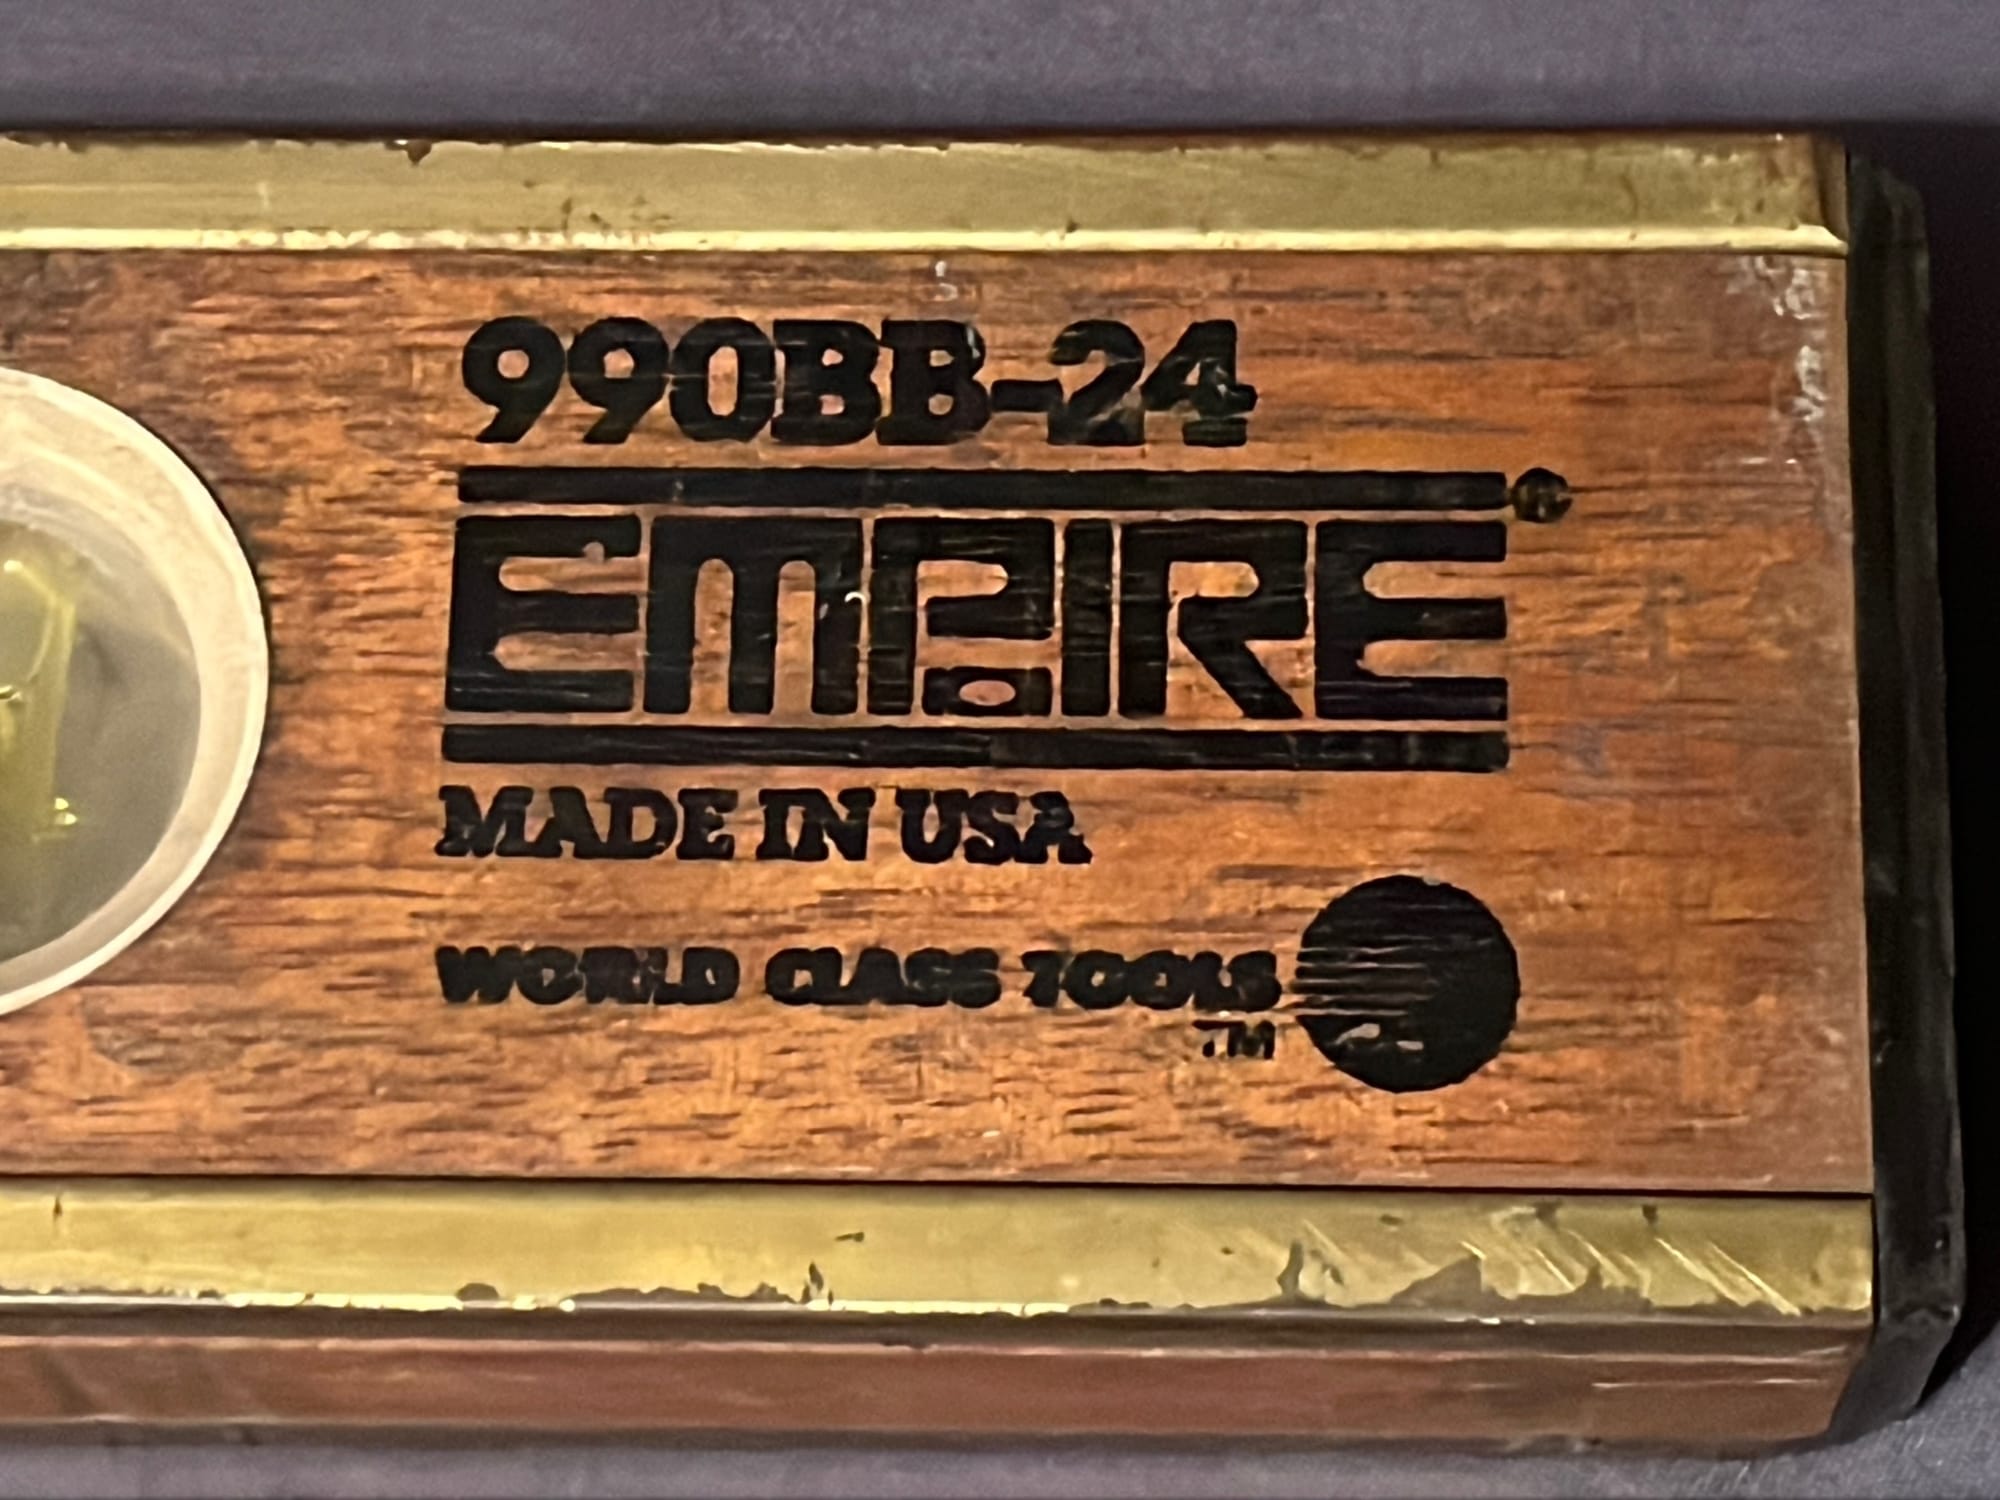 990BB-24
EMPIRE
MADE IN USA
WORLD CLASS TOOLS
TM